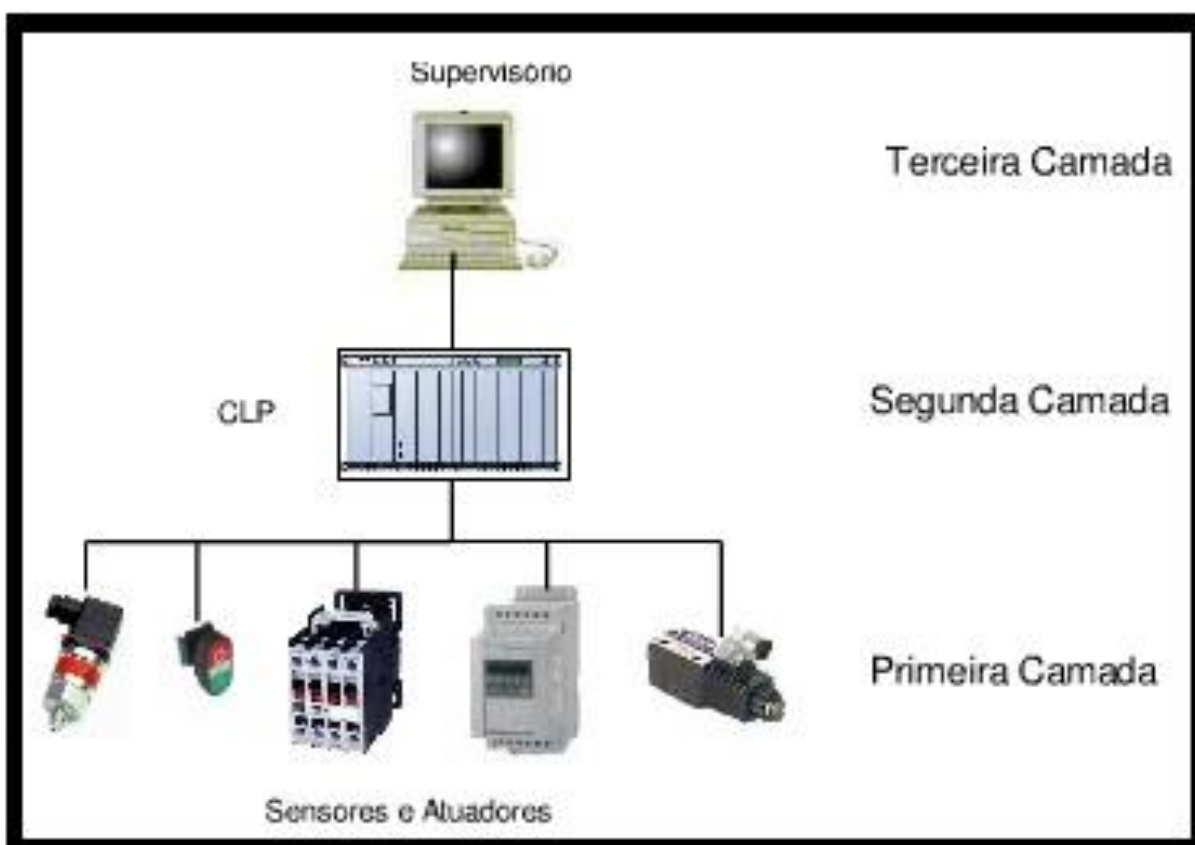 Supervisório
Terceira Camada
CLP
Segunda Camada
Primeira Camada
Sensores e Atuadores